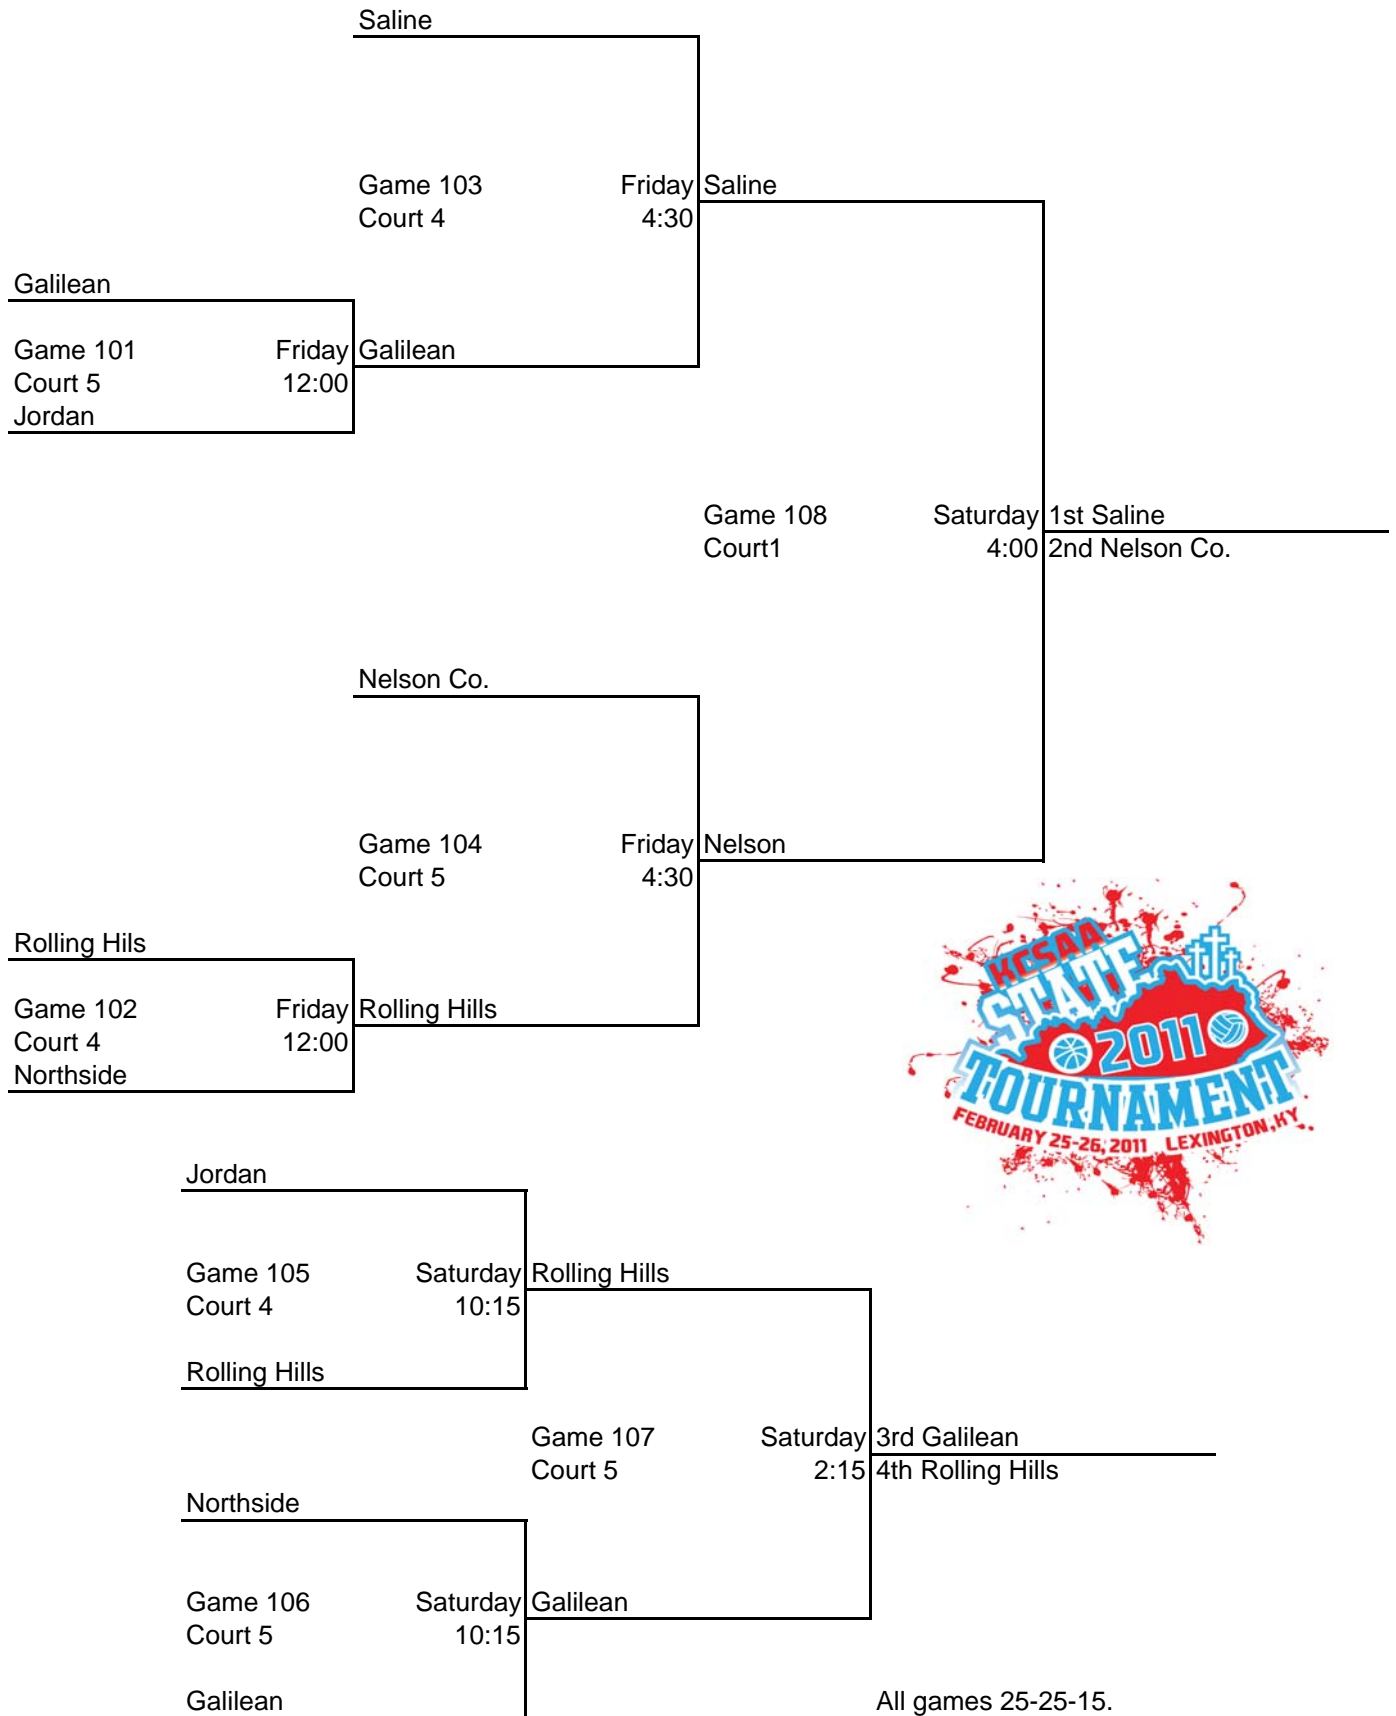 Saline
Game 103 Friday Saline
Court 4 4:30
Galilean
Game 101 Friday Galilean
Court 5 12:00
Jordan
Game 108 Saturday 1st Saline
Court1 4:00 2nd Nelson Co.
Nelson Co.
Game 104 Friday Nelson
Court 5 4:30
Rolling Hils
Game 102 Friday Rolling Hills
Court 4 12:00
Northside
KCSAA
STATE
2011
TOURNAMENT
FEBRUARY 25-26, 2011 LEXINGTON, KY
Jordan
Game 105 Saturday Rolling Hills
Court 4 10:15
Rolling Hills
Game 107 Saturday 3rd Galilean
Court 5 2:15 4th Rolling Hills
Northside
Game 106 Saturday Galilean
Court 5 10:15
Galilean All games 25-25-15.